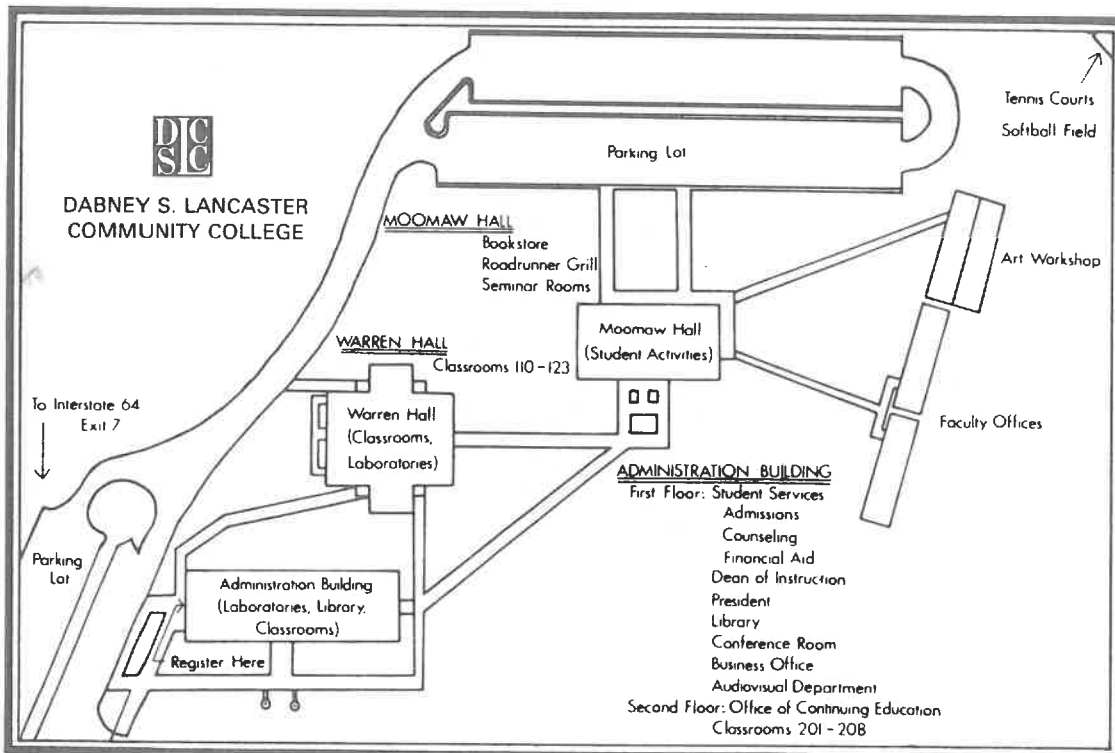 DICC
SC
DABNEY S. LANCASTER
COMMUNITY COLLEGE
Tennis Courts
Softball Field
Parking Lot
MOOMAW HALL
Bookstore
Roadrunner Grill
Seminar Rooms
Art Workshop
Moomaw Hall
(Student Activities)
WARREN HALL
Classrooms 110-123
To Interstate 64
Exit 7
Warren Hall
(Classrooms,
Laboratories)
Faculty Offices
ADMINISTRATION BUILDING
First Floor: Student Services
Admissions
Counseling
Financial Aid
Dean of Instruction
President
Library
Conference Room
Business Office
Audiovisual Department
Second Floor: Office of Continuing Education
Classrooms 201-208
Parking
Lot
Administration Building
(Laboratories, Library,
Classrooms)
Register Here